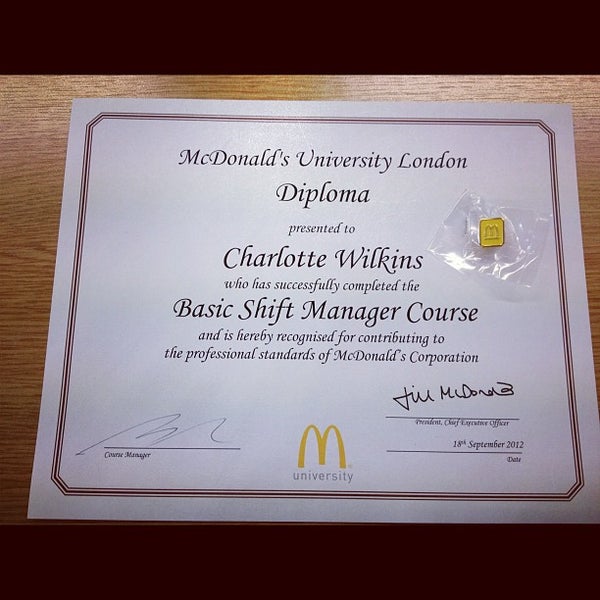 McDonald's University London
Diploma
presented to
Charlotte Wilkins
who has successfully completed the
Basic Shift Manager Course
and is hereby recognised for contributing to
the professional standards of McDonald's Corporation
Jill McDonald
President, Chief Executive Officer
18th September 2012
Date
Course Manager
M
university